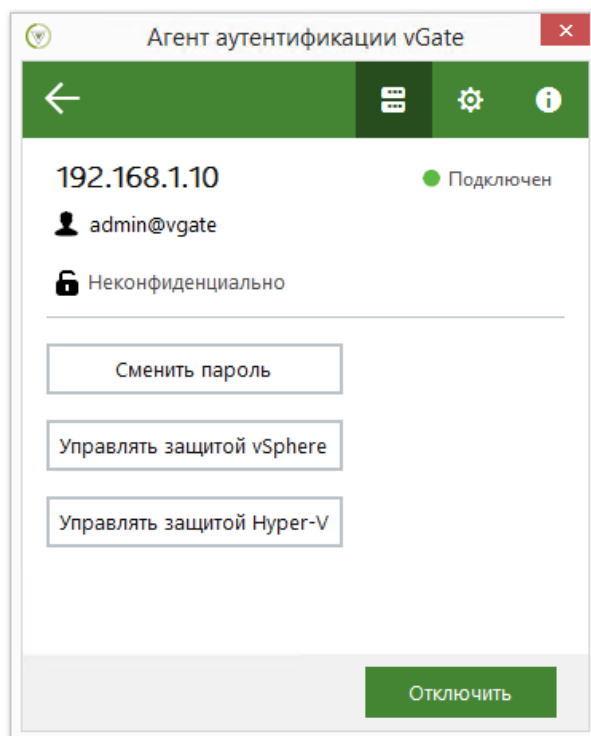 Агент аутентификации vGate
192.168.1.10
Подключен
admin@vgate
Неконфиденциально
Сменить пароль
Управлять защитой vSphere
Управлять защитой Hyper-V
Отключить